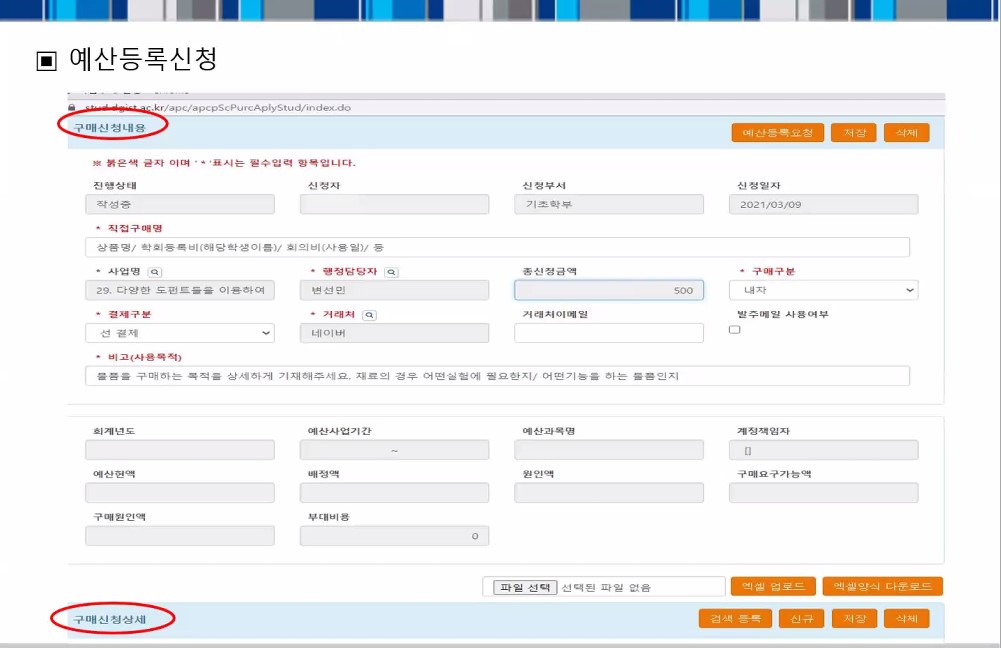 ▣ 예산등록신청
stud.dgist.ac.kr/apc/apcpScPurcAplyStud/index.do
구매신청내용 예산등록요청 저장 삭제
※ 붉은색 글자 이며 '*'표시는 필수입력 항목입니다.
진행상태 신청자 신청부서 신청일자
작성중 기초학부 2021/03/09
* 직접구매명
상품명/ 학회등록비(해당학생이름)/ 회의비(사용일)/ 등
* 사업명 * 행정담당자 총신청금액 * 구매구분
29. 다양한 도펀트들을 이용하여 변선민 500 내자
* 결제구분 * 거래처 거래처이메일 발주메일 사용여부
선 결제 네이버
* 비고(사용목적)
물품을 구매하는 목적을 상세하게 기재해주세요. 재료의 경우 어떤실험에 필요한지/ 어떤기능을 하는 물품인지
회계년도 예산사업기간 예산과목명 계정책임자
~ []
예산현액 배정액 원인액 구매요구가능액
구매원인액 부대비용
0
파일 선택 선택된 파일 없음 엑셀 업로드 엑셀양식 다운로드
구매신청상세 검색 등록 신규 저장 삭제